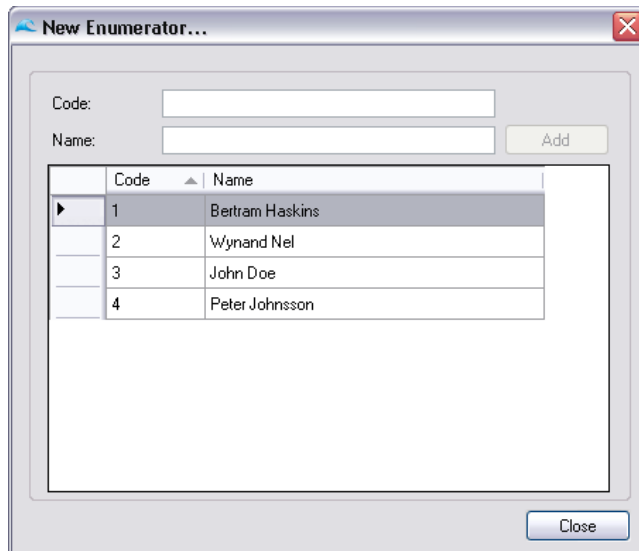 New Enumerator...
Code:
Name:
Add
Code Name
1 Bertram Haskins
2 Wynand Nel
3 John Doe
4 Peter Johnsson
Close